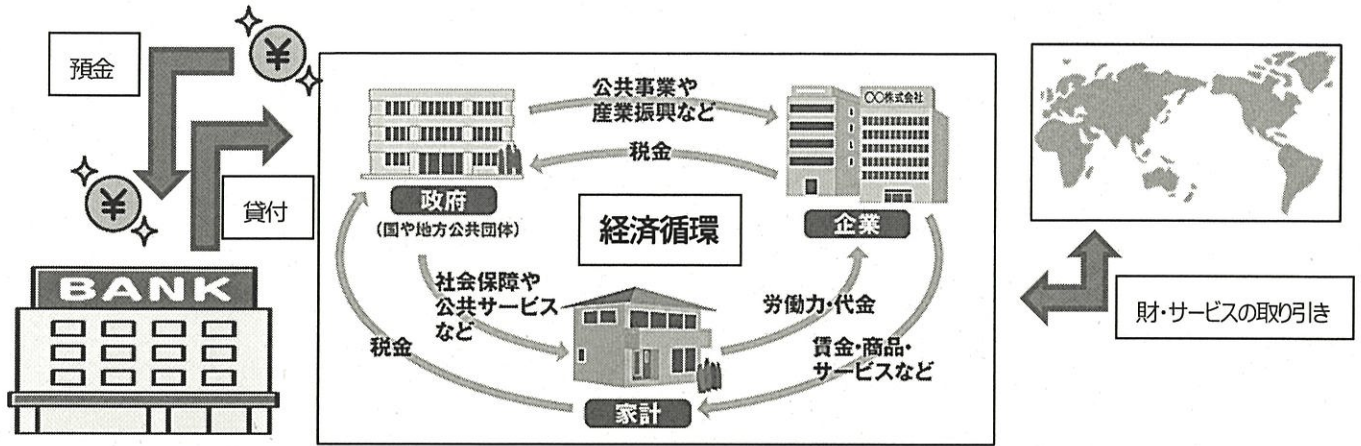 預金
¥
¥
貸付
BANK
公共事業や
産業振興など
税金
〇〇株式会社
政府
(国や地方公共団体)
経済循環
企業
社会保障や
公共サービス
など
税金
労働力・代金
賃金・商品・
サービスなど
家計
財・サービスの取り引き